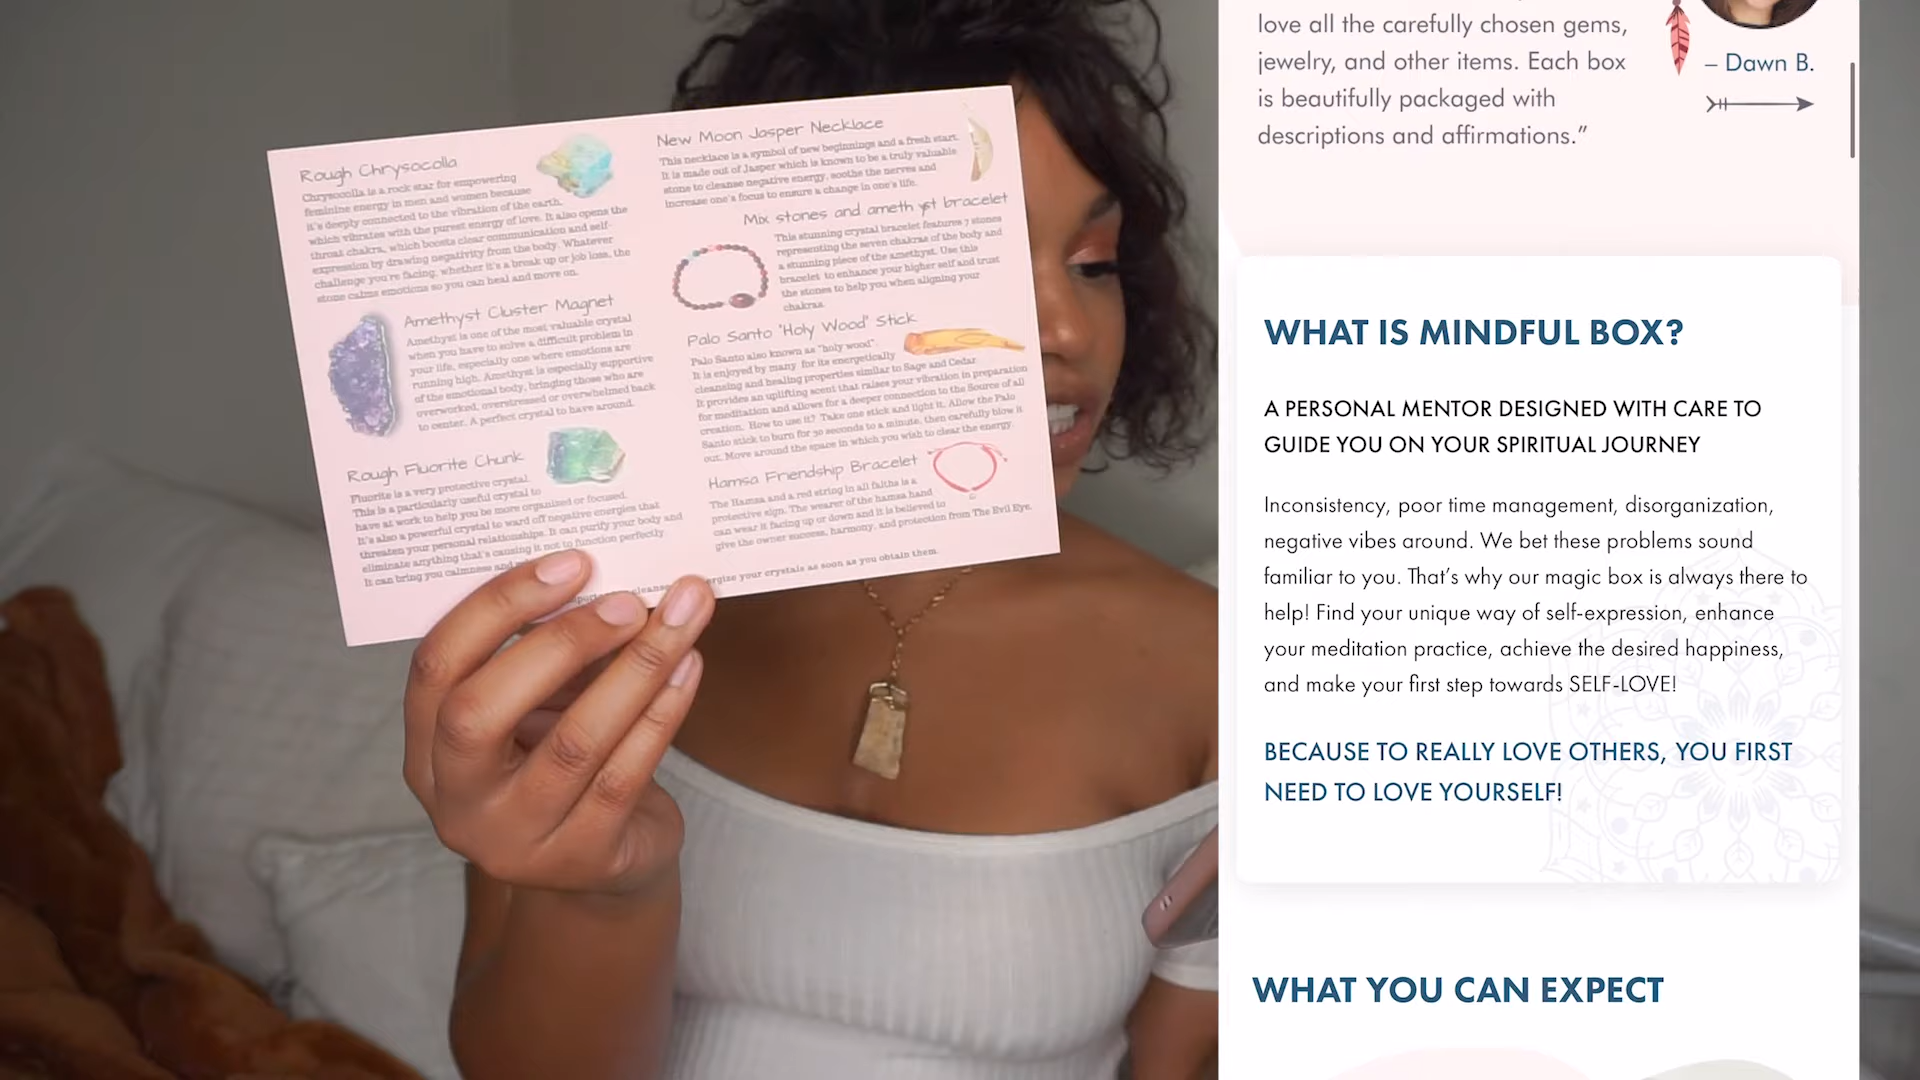 Rough Chrysocolla
Chrysocolla is a rock star for empowering
feminine energy in men and women because
it's deeply connected to the vibration of the earth,
which vibrates with the purest energy of love. It also opens the
throat chakra, which boosts clear communication and self-
expression by drawing negativity from the body. Whatever
challenge you're facing, whether it's a break up or job loss, the
stone calms emotions so you can heal and move on.
Amethyst Cluster Magnet
Amethyst is one of the most valuable crystal
when you have to solve a difficult problem in
your life, especially one where emotions are
running high. Amethyst is especially supportive
of the emotional body, bringing those who are
overworked, overstressed or overwhelmed back
to center. A perfect crystal to have around.
Rough Fluorite Chunk
Fluorite is a very protective crystal.
This is a particularly useful crystal to
have at work to help you be more organised or focused.
It's also a powerful crystal to ward off negative energies that
threaten your personal relationships. It can purify your body and
eliminate anything that's causing it not to function perfectly.
It can bring you calmness and
New Moon Jasper Necklace
This necklace is a symbol of new beginnings and a fresh start.
It is made out of Jasper which is known to be a truly valuable
stone to cleanse negative energy, soothe the nerves and
increase one's focus to ensure a change in one's life.
Mix stones and ameth yst bracelet
This stunning crystal bracelet features 7 stones
representing the seven chakras of the body and
a stunning piece of the amethyst. Use this
bracelet to enhance your higher self and trust
the stones to help you when aligning your
chakras.
Palo Santo 'Holy Wood' Stick
Palo Santo also known as "holy wood".
It is enjoyed by many for its energetically
cleansing and healing properties similar to Sage and Cedar.
It provides an uplifting scent that raises your vibration in preparation
for meditation and allows for a deeper connection to the Source of all
creation. How to use it? Take one stick and light it. Allow the Palo
Santo stick to burn for 30 seconds to a minute, then carefully blow it
out. Move around the space in which you wish to clear the energy.
Hamsa Friendship Bracelet
The Hamsa and a red string in all faiths is a
protective sign. The wearer of the hamsa hand
can wear it facing up or down and it is believed to
give the owner success, harmony, and protection from The Evil Eye.
your crystals as soon as you obtain them.
love all the carefully chosen gems,
jewelry, and other items. Each box
is beautifully packaged with
descriptions and affirmations.”
– Dawn B.
WHAT IS MINDFUL BOX?
A PERSONAL MENTOR DESIGNED WITH CARE TO
GUIDE YOU ON YOUR SPIRITUAL JOURNEY
Inconsistency, poor time management, disorganization,
negative vibes around. We bet these problems sound
familiar to you. That’s why our magic box is always there to
help! Find your unique way of self-expression, enhance
your meditation practice, achieve the desired happiness,
and make your first step towards SELF-LOVE!
BECAUSE TO REALLY LOVE OTHERS, YOU FIRST
NEED TO LOVE YOURSELF!
WHAT YOU CAN EXPECT